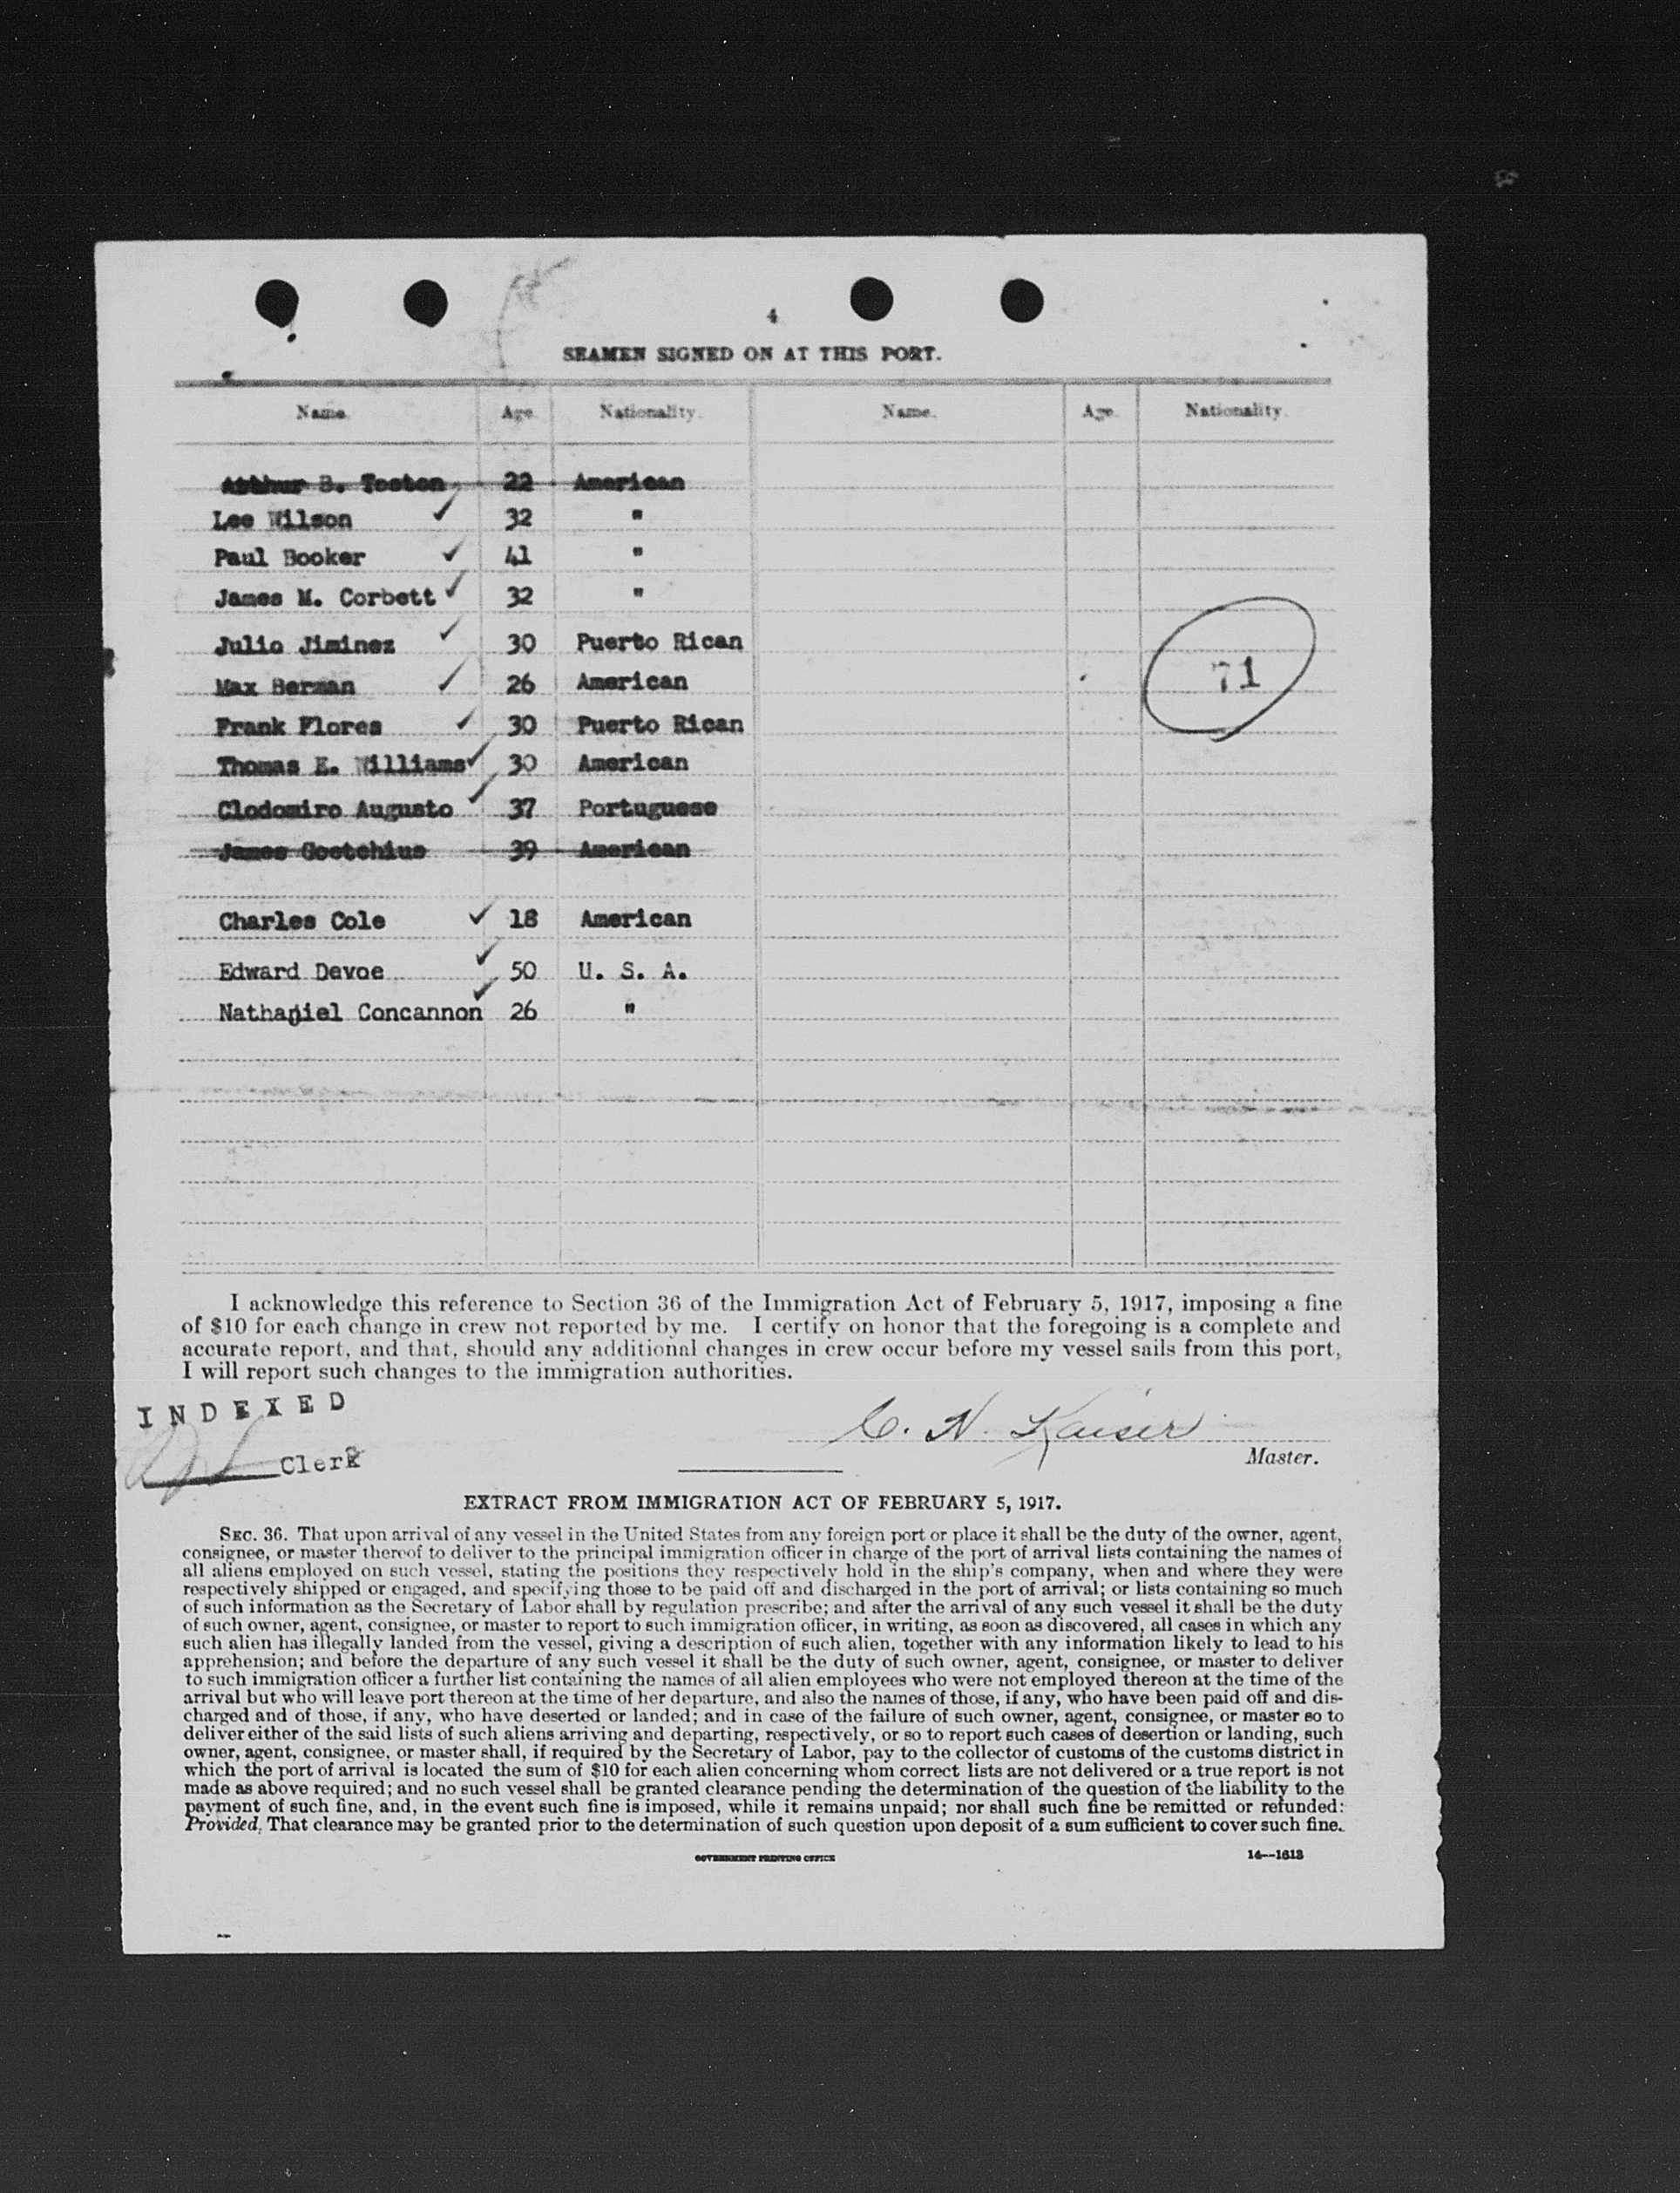 4
SEAMEN SIGNED ON AT THIS PORT.
Name. Age. Nationality. Name. Age. Nationality.
Arthur B. Toston 22 American
Lee Wilson ✓ 32 "
Paul Booker ✓ 41 "
James M. Corbett ✓ 32 "
Julio Jiminez ✓ 30 Puerto Rican
Max Berman ✓ 26 American
71
Frank Flores ✓ 30 Puerto Rican
Thomas E. Williams ✓ 30 American
Clodomiro Augusto ✓ 37 Portuguese
James Goetchius 39 American
Charles Cole ✓ 18 American
Edward Devoe ✓ 50 U. S. A.
Nathaniel Concannon ✓ 26 "
I acknowledge this reference to Section 36 of the Immigration Act of February 5, 1917, imposing a fine
of $10 for each change in crew not reported by me. I certify on honor that the foregoing is a complete and
accurate report, and that, should any additional changes in crew occur before my vessel sails from this port,
I will report such changes to the immigration authorities.
INDEXED
C. N. Kaiser
Clerk
Master.
EXTRACT FROM IMMIGRATION ACT OF FEBRUARY 5, 1917.
SEC. 36. That upon arrival of any vessel in the United States from any foreign port or place it shall be the duty of the owner, agent,
consignee, or master thereof to deliver to the principal immigration officer in charge of the port of arrival lists containing the names of
all aliens employed on such vessel, stating the positions they respectively hold in the ship's company, when and where they were
respectively shipped or engaged, and specifying those to be paid off and discharged in the port of arrival; or lists containing so much
of such information as the Secretary of Labor shall by regulation prescribe; and after the arrival of any such vessel it shall be the duty
of such owner, agent, consignee, or master to report to such immigration officer, in writing, as soon as discovered, all cases in which any
such alien has illegally landed from the vessel, giving a description of such alien, together with any information likely to lead to his
apprehension; and before the departure of any such vessel it shall be the duty of such owner, agent, consignee, or master to deliver
to such immigration officer a further list containing the names of all alien employees who were not employed thereon at the time of the
arrival but who will leave port thereon at the time of her departure, and also the names of those, if any, who have been paid off and dis-
charged and of those, if any, who have deserted or landed; and in case of the failure of such owner, agent, consignee, or master so to
deliver either of the said lists of such aliens arriving and departing, respectively, or so to report such cases of desertion or landing, such
owner, agent, consignee, or master shall, if required by the Secretary of Labor, pay to the collector of customs of the customs district in
which the port of arrival is located the sum of $10 for each alien concerning whom correct lists are not delivered or a true report is not
made as above required; and no such vessel shall be granted clearance pending the determination of the question of the liability to the
payment of such fine, and, in the event such fine is imposed, while it remains unpaid; nor shall such fine be remitted or refunded:
Provided, That clearance may be granted prior to the determination of such question upon deposit of a sum sufficient to cover such fine.
GOVERNMENT PRINTING OFFICE
14—1613